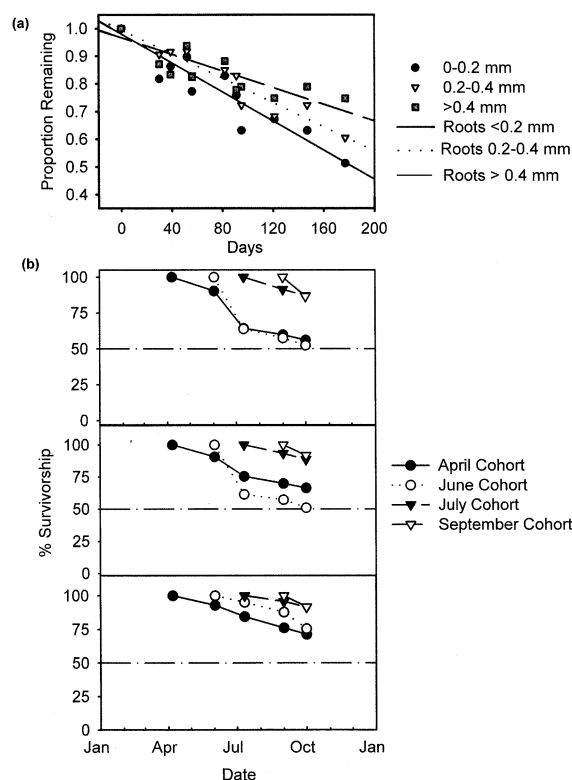 (a)
Proportion Remaining
1.0
0.9
0.8
0.7
0.6
0.5
0.4
0 40 80 120 160 200
Days
0-0.2 mm
0.2-0.4 mm
>0.4 mm
Roots <0.2 mm
Roots 0.2-0.4 mm
Roots > 0.4 mm
(b)
% Survivorship
100
75
50
25
0
100
75
50
25
0
100
75
50
25
0
Jan Apr Jul Oct Jan
Date
April Cohort
June Cohort
July Cohort
September Cohort